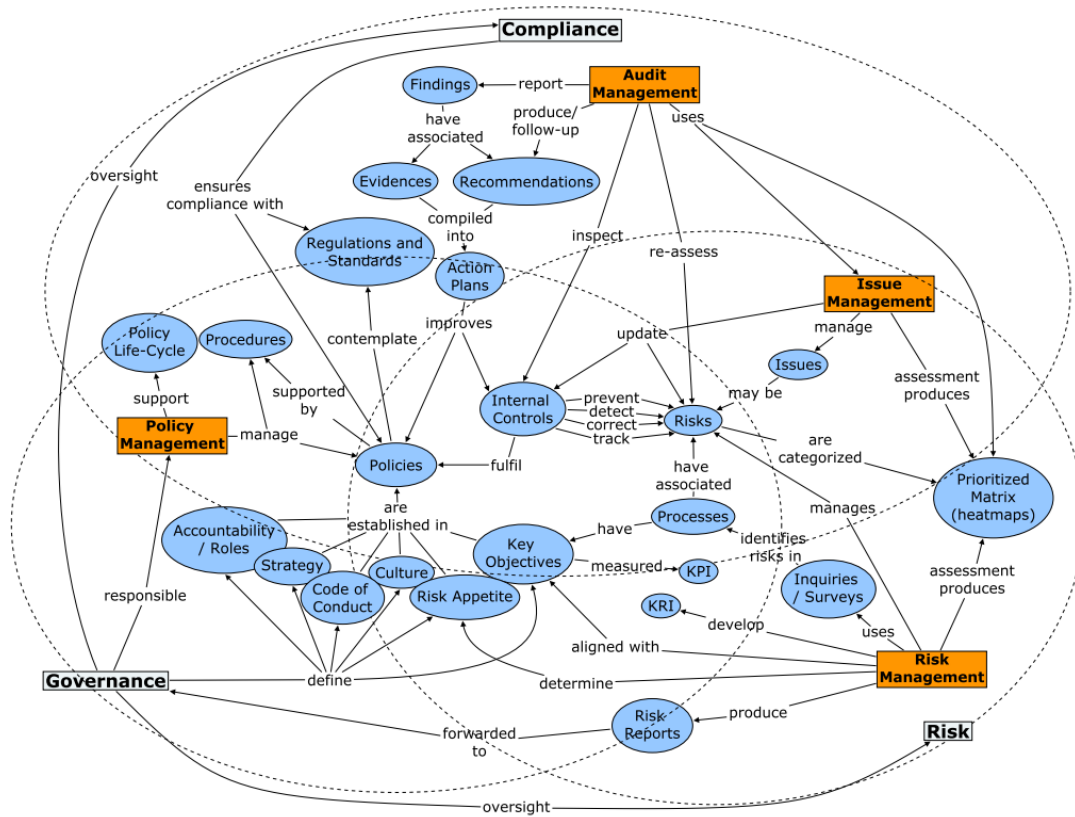 Compliance
Audit
Management
Findings
report
uses
produce/
follow-up
have
associated
oversight
Evidences
Recommendations
ensures
compliance with
compiled
into
inspect
re-assess
Regulations and
Standards
Action
Plans
Issue
Management
improves
update
manage
Policy
Life-Cycle
Procedures
contemplate
Issues
support
supported
by
may be
assessment
produces
Internal
Controls
prevent
detect
correct
track
Risks
Policy
Management
manage
are
categorized
Policies
fulfil
have
associated
Prioritized
Matrix
(heatmaps)
are
established in
manages
Accountability
/ Roles
Processes
have
identifies
risks in
Key
Objectives
Strategy
Culture
measured
KPI
Code of
Conduct
Risk Appetite
Inquiries
/ Surveys
assessment
produces
responsible
KRI
develop
uses
aligned with
Governance
define
determine
Risk
Management
produce
Risk
Reports
forwarded
to
Risk
oversight